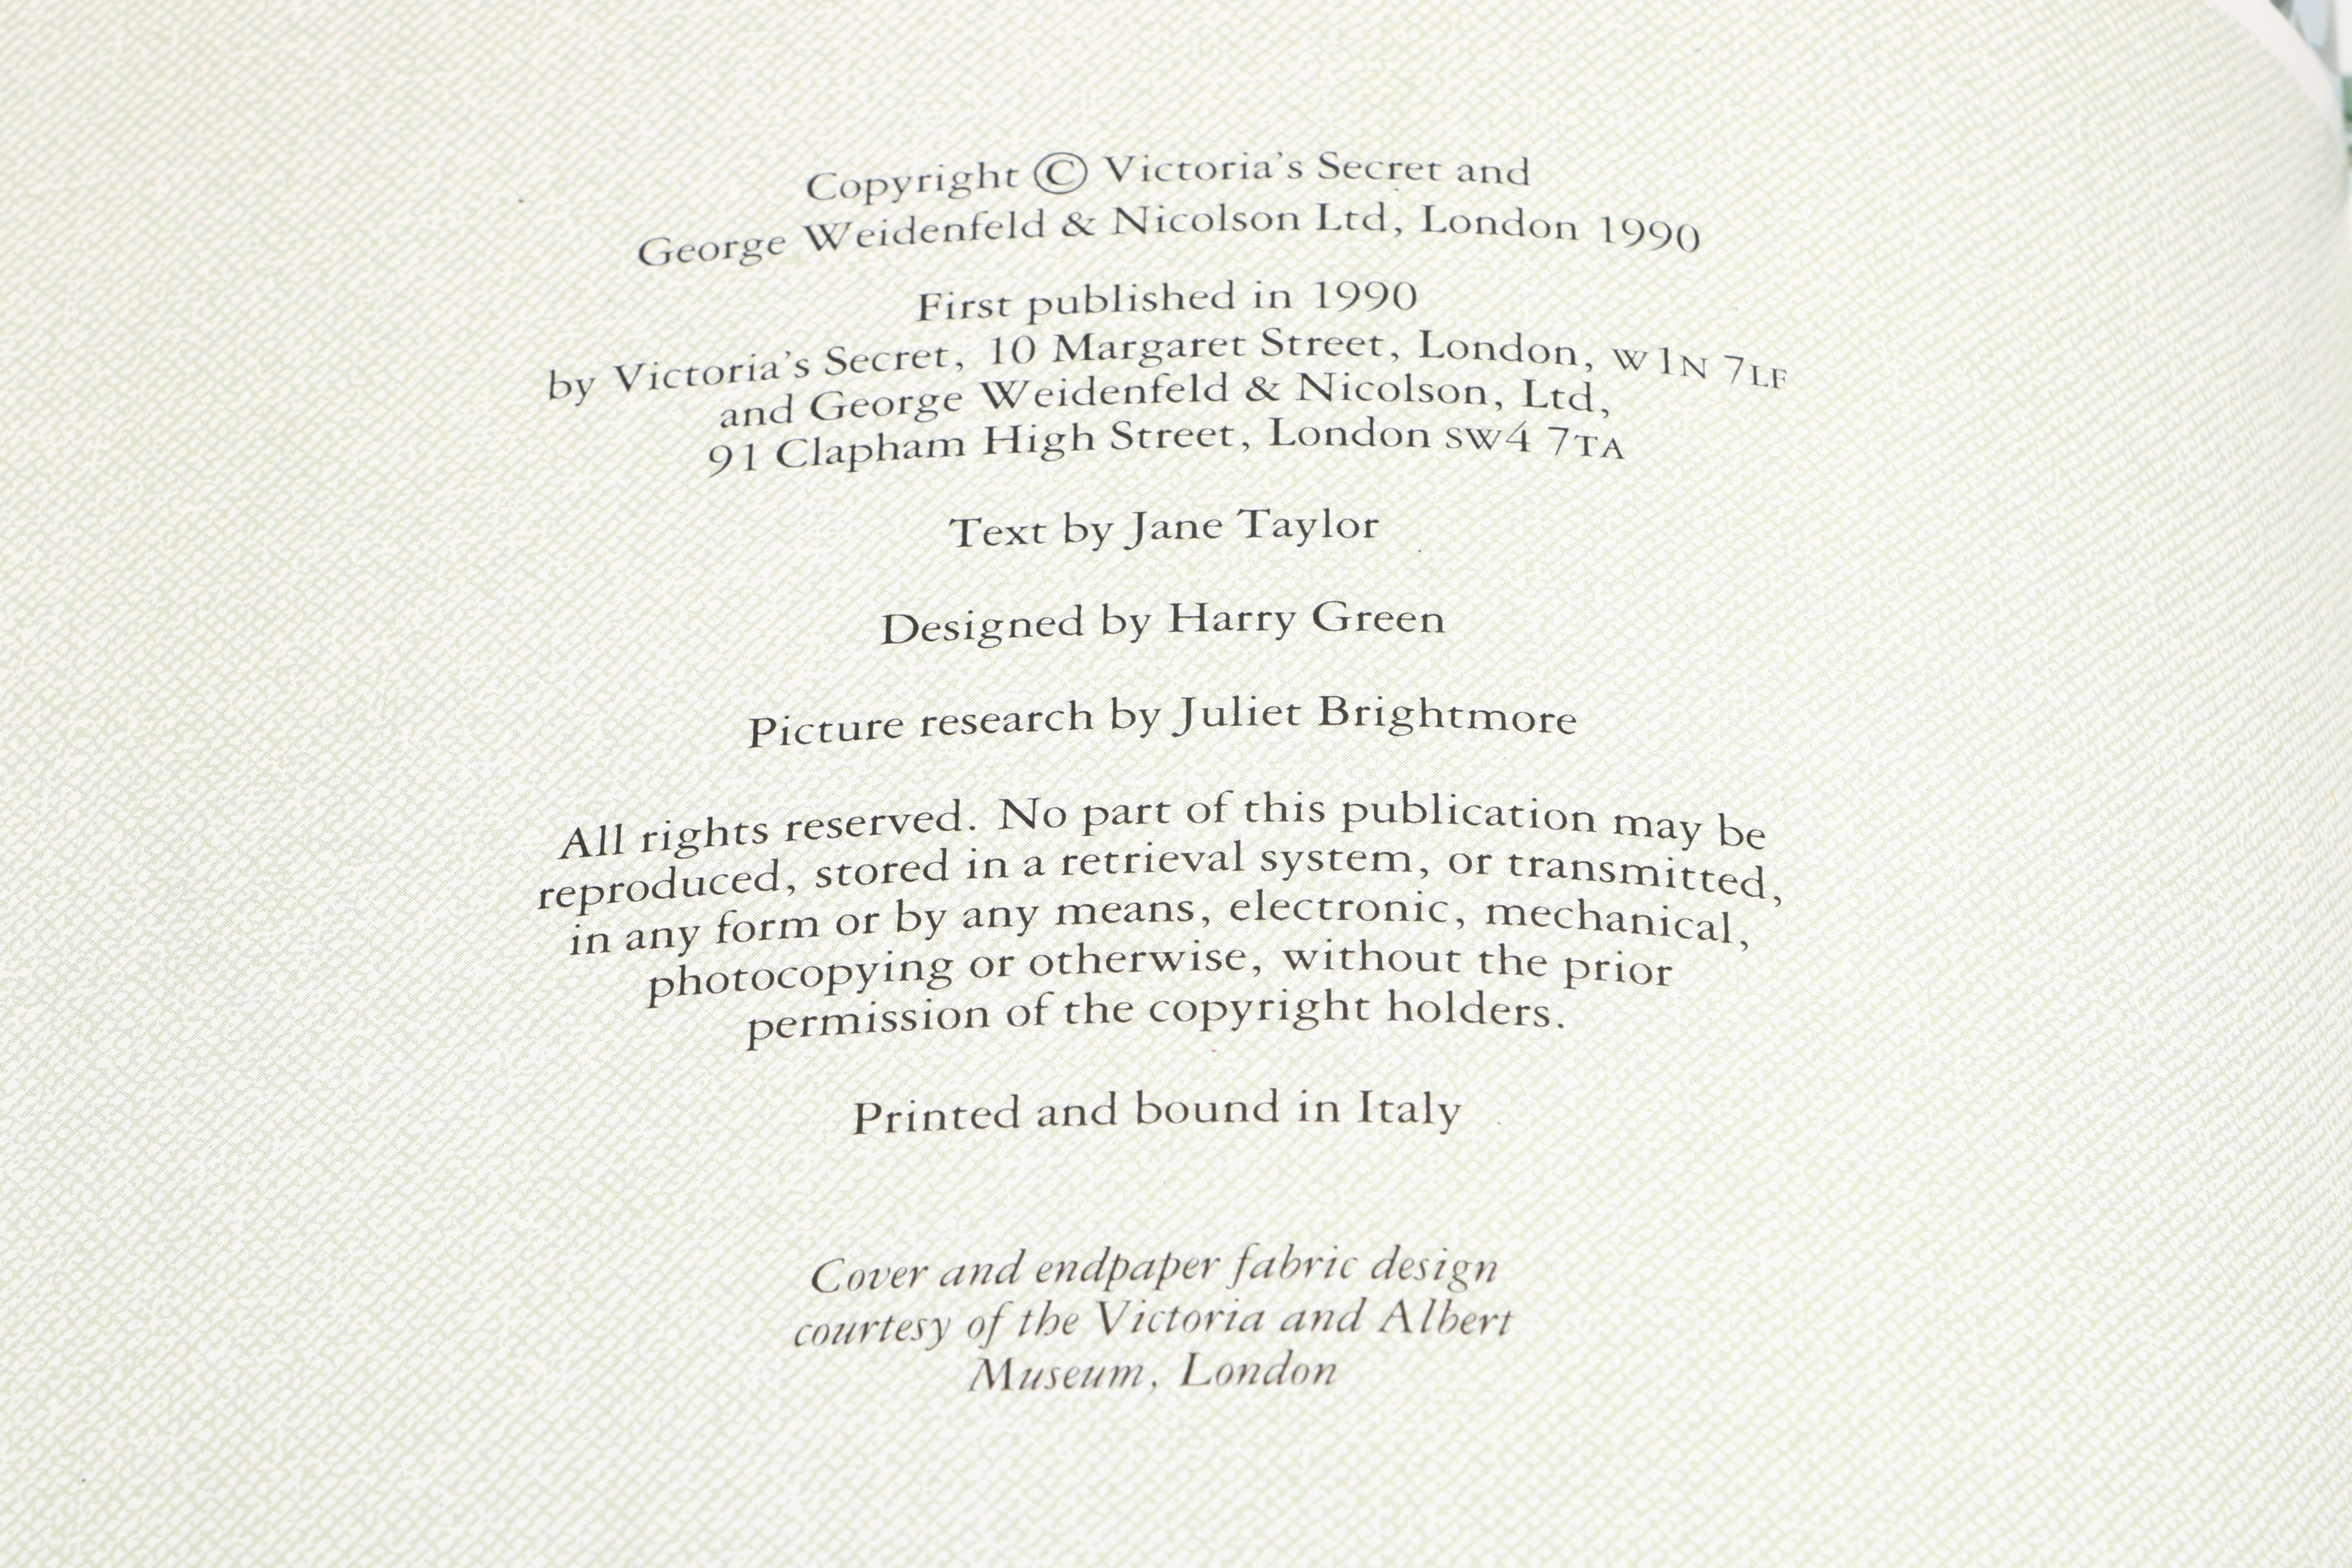 Copyright © Victoria's Secret and
George Weidenfeld & Nicolson Ltd, London 1990
First published in 1990
by Victoria's Secret, 10 Margaret Street, London, W1N 7LF
and George Weidenfeld & Nicolson, Ltd,
91 Clapham High Street, London SW4 7TA
Text by Jane Taylor
Designed by Harry Green
Picture research by Juliet Brightmore
All rights reserved. No part of this publication may be
reproduced, stored in a retrieval system, or transmitted,
in any form or by any means, electronic, mechanical,
photocopying or otherwise, without the prior
permission of the copyright holders.
Printed and bound in Italy
Cover and endpaper fabric design
courtesy of the Victoria and Albert
Museum, London